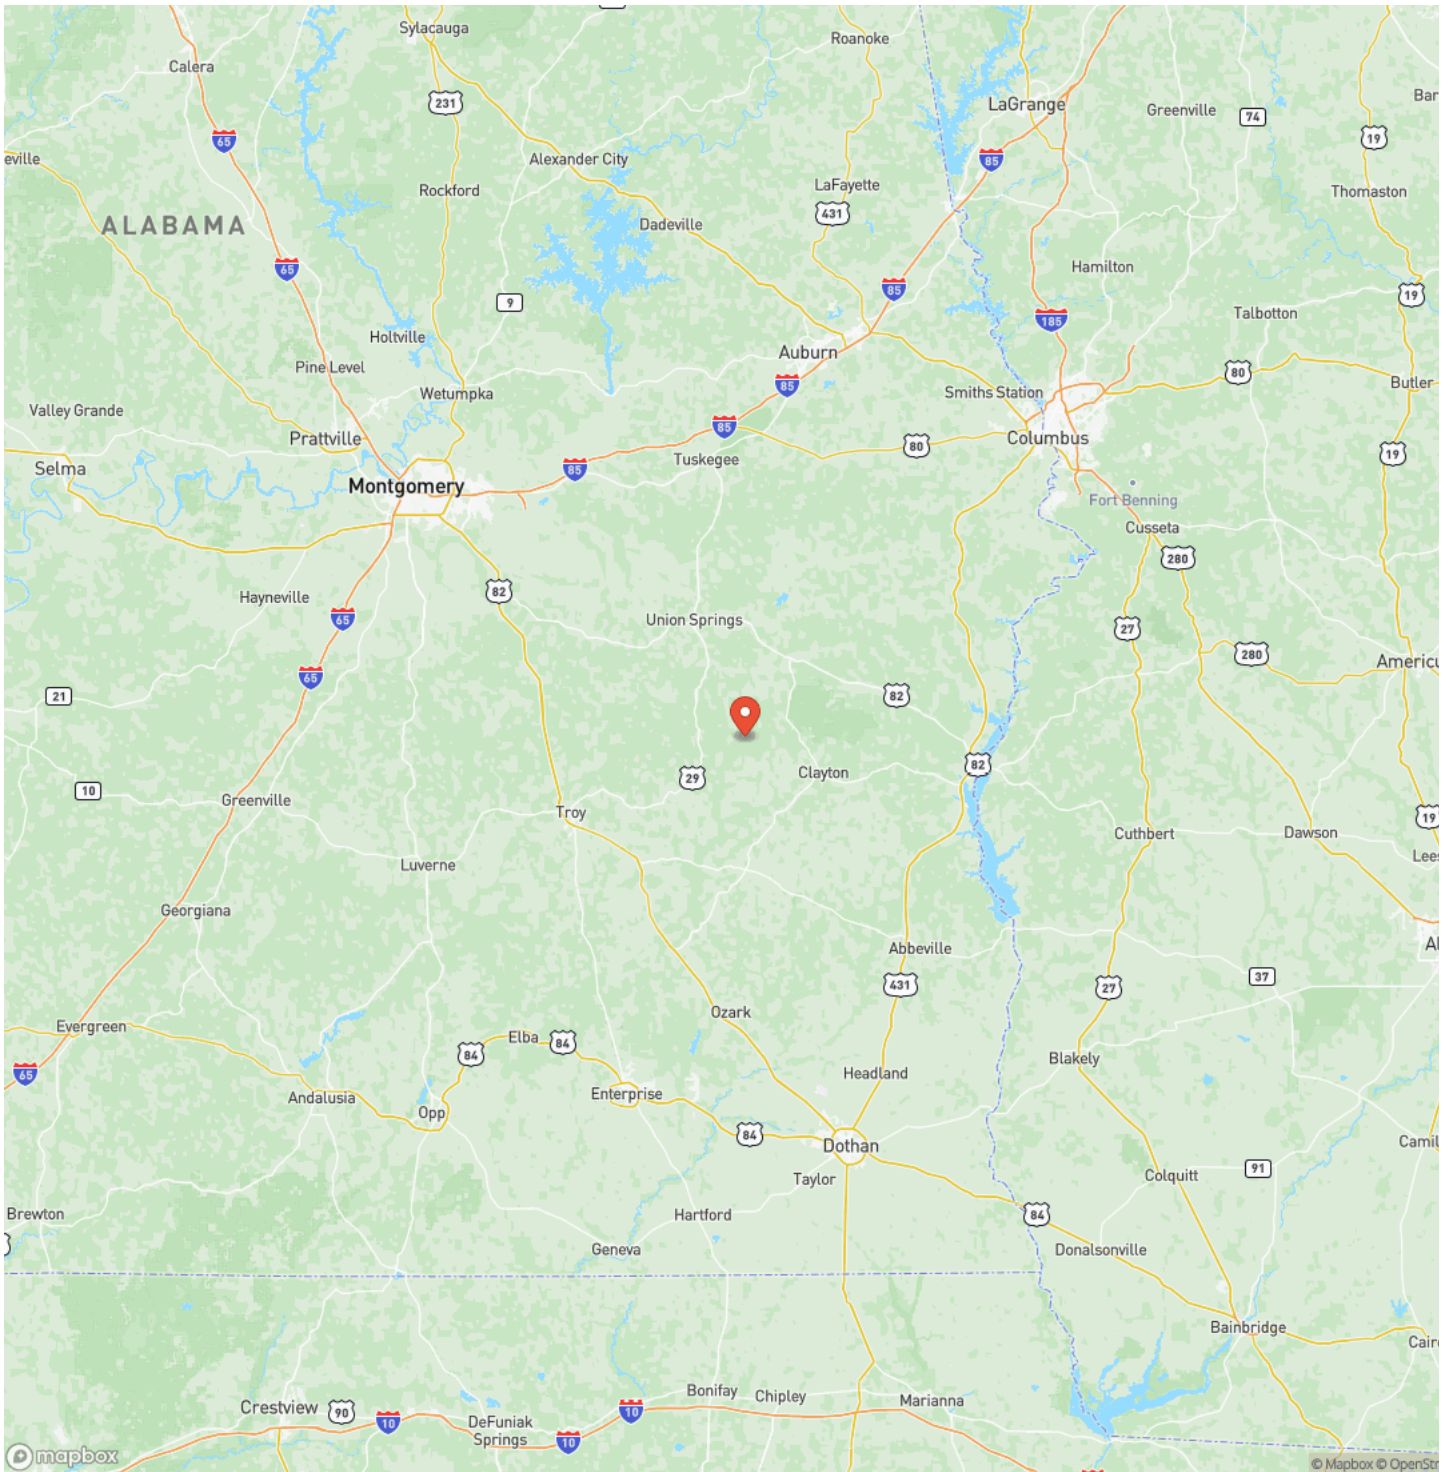 Sylacauga
Roanoke
Calera
231
LaGrange
Greenville
Bar
74
19
65
eville
Alexander City
85
Rockford
LaFayette
431
Thomaston
ALABAMA
Dadeville
65
Hamilton
85
19
9
Talbotton
185
Holtville
Auburn
Pine Level
80
Butler
85
Wetumpka
Smiths Station
Valley Grande
85
Prattville
Columbus
80
19
Tuskegee
Selma
85
Montgomery
Fort Benning
Cusseta
280
82
Hayneville
65
Union Springs
27
280
Americu
65
21
82
82
Clayton
29
10
Greenville
Troy
19
Cuthbert
Dawson
Lees
Luverne
Georgiana
Al
Abbeville
37
431
27
Ozark
Evergreen
Elba
84
84
Blakely
65
Headland
Enterprise
Andalusia
Opp
84
Dothan
Camil
91
Colquitt
Taylor
Brewton
Hartford
84
Geneva
Donalsonville
Bainbridge
Cair
Bonifay
Chipley
Marianna
Crestview
90
10
10
DeFuniak
Springs
10
mapbox
© Mapbox © OpenStr